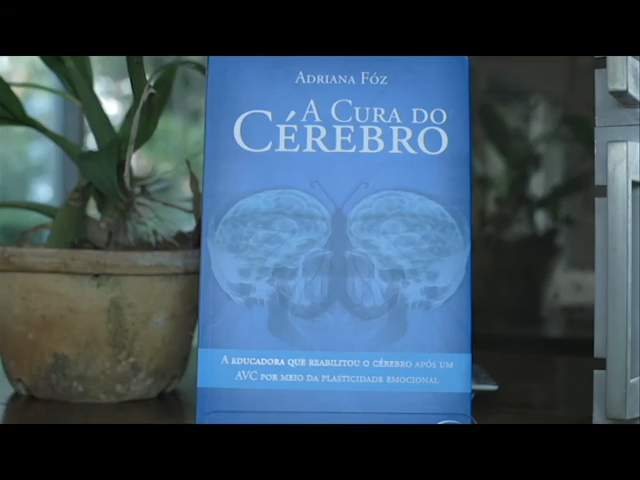 ADRIANA FÓZ
A CURA DO
CÉREBRO
A EDUCADORA QUE REABILITOU O CÉREBRO APÓS UM
AVC POR MEIO DA PLASTICIDADE EMOCIONAL